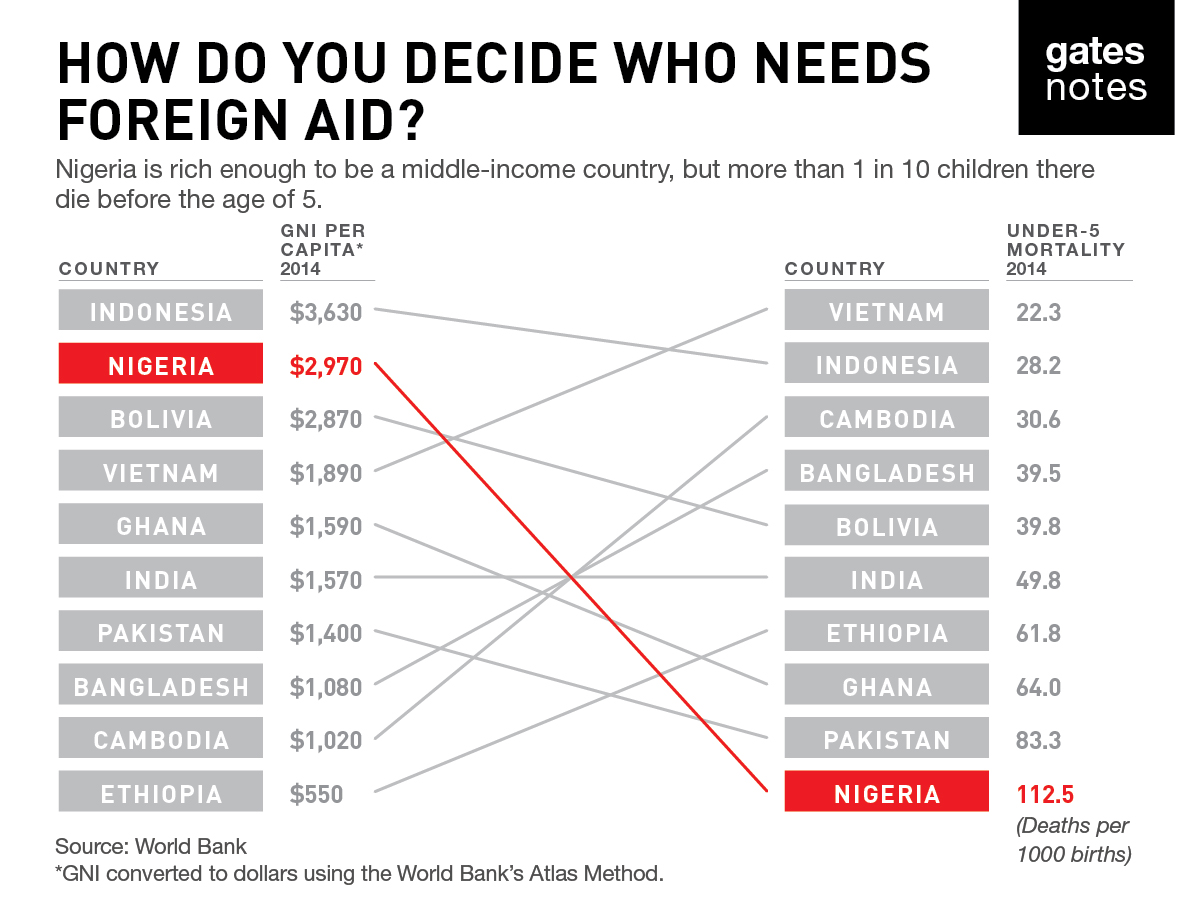 HOW DO YOU DECIDE WHO NEEDS
FOREIGN AID?
gates
notes
Nigeria is rich enough to be a middle-income country, but more than 1 in 10 children there
die before the age of 5.
COUNTRY
GNI PER
CAPITA*
2014
INDONESIA $3,630
NIGERIA $2,970
BOLIVIA $2,870
VIETNAM $1,890
GHANA $1,590
INDIA $1,570
PAKISTAN $1,400
BANGLADESH $1,080
CAMBODIA $1,020
ETHIOPIA $550
COUNTRY
UNDER-5
MORTALITY
2014
VIETNAM 22.3
INDONESIA 28.2
CAMBODIA 30.6
BANGLADESH 39.5
BOLIVIA 39.8
INDIA 49.8
ETHIOPIA 61.8
GHANA 64.0
PAKISTAN 83.3
NIGERIA 112.5
(Deaths per
1000 births)
Source: World Bank
*GNI converted to dollars using the World Bank's Atlas Method.